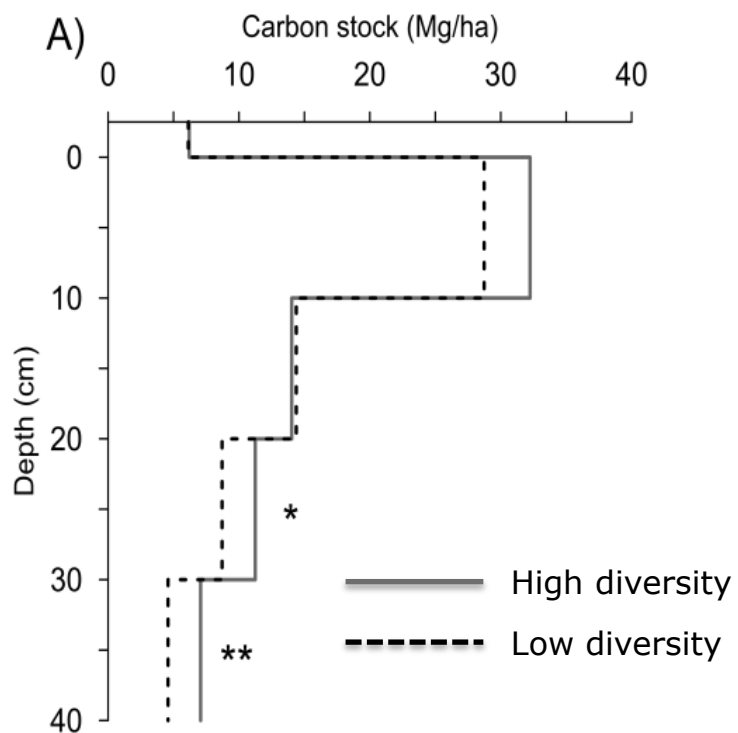 A)
Carbon stock (Mg/ha)
0 10 20 30 40
Depth (cm)
0
10
20
30
40
*
**
High diversity
Low diversity